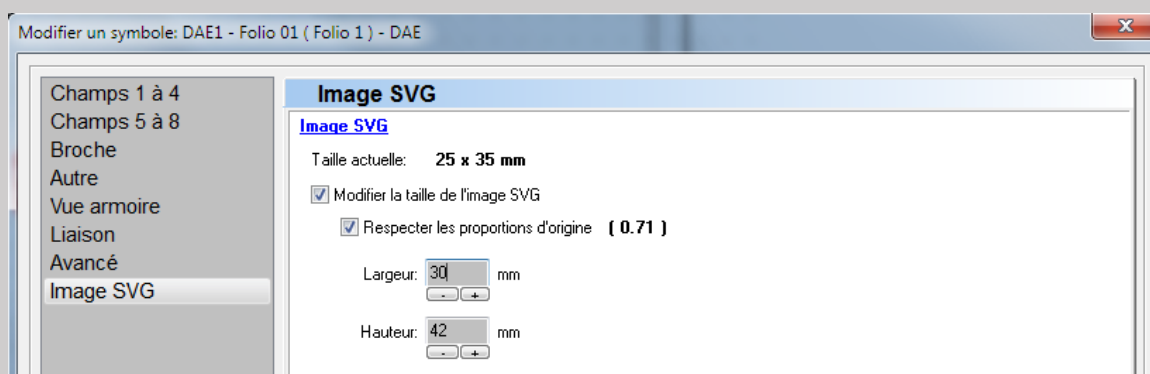 Modifier un symbole: DAE1 - Folio 01 ( Folio 1 ) - DAE
Champs 1 à 4
Champs 5 à 8
Broche
Autre
Vue armoire
Liaison
Avancé
Image SVG
Image SVG
Image SVG
Taille actuelle: 25 x 35 mm
Modifier la taille de l'image SVG
Respecter les proportions d'origine ( 0.71 )
Largeur: 30 mm
- +
Hauteur: 42 mm
- +